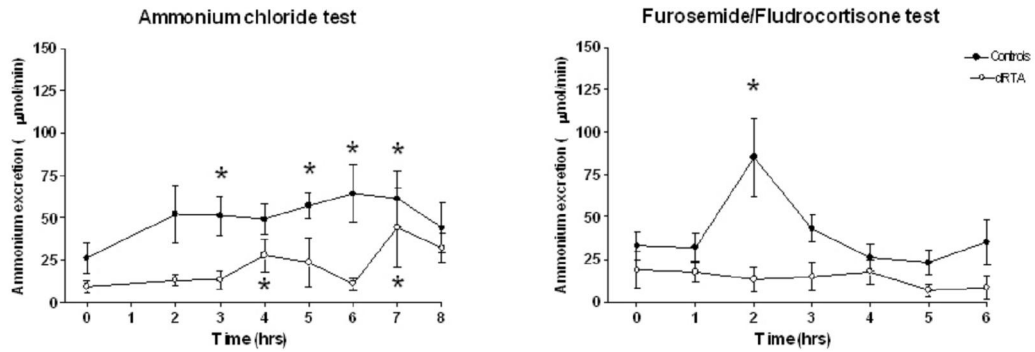 Ammonium chloride test
150
125
100
75
50
25
0
Ammonium excretion ( μmol/min)
* * * *
* *
0 1 2 3 4 5 6 7 8
Time (hrs)
Furosemide/Fludrocortisone test
150
125
100
75
50
25
0
Ammonium excretion ( μmol/min)
*
Controls
dRTA
0 1 2 3 4 5 6
Time (hrs)